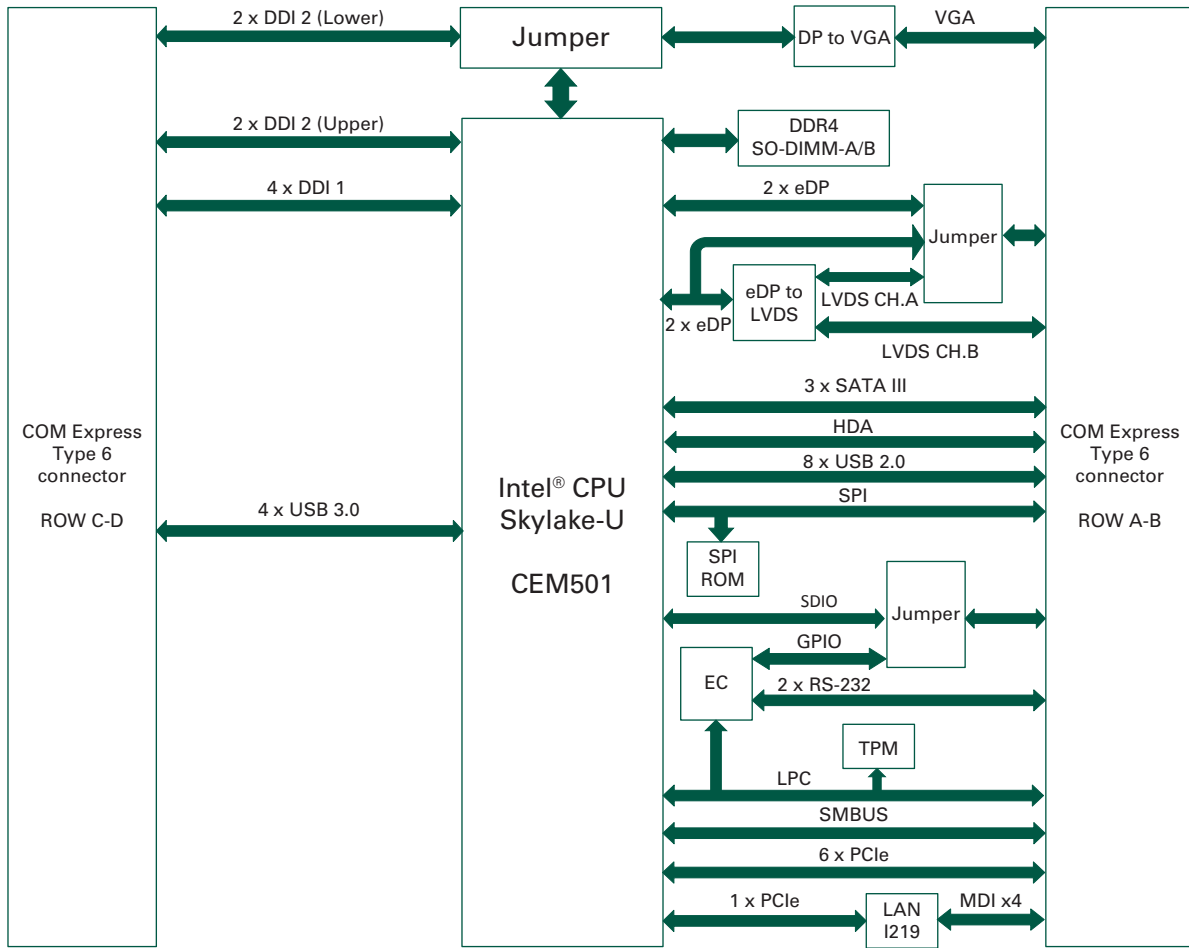 2 x DDI 2 (Lower)
Jumper
DP to VGA
VGA
2 x DDI 2 (Upper)
DDR4
SO-DIMM-A/B
4 x DDI 1
2 x eDP
Jumper
eDP to
LVDS
LVDS CH.A
2 x eDP
LVDS CH.B
3 x SATA III
HDA
8 x USB 2.0
SPI
COM Express
Type 6
connector
ROW C-D
4 x USB 3.0
Intel® CPU
Skylake-U
CEM501
COM Express
Type 6
connector
ROW A-B
SPI
ROM
SDIO
Jumper
GPIO
EC
2 x RS-232
TPM
LPC
SMBUS
6 x PCIe
1 x PCIe
LAN
I219
MDI x4